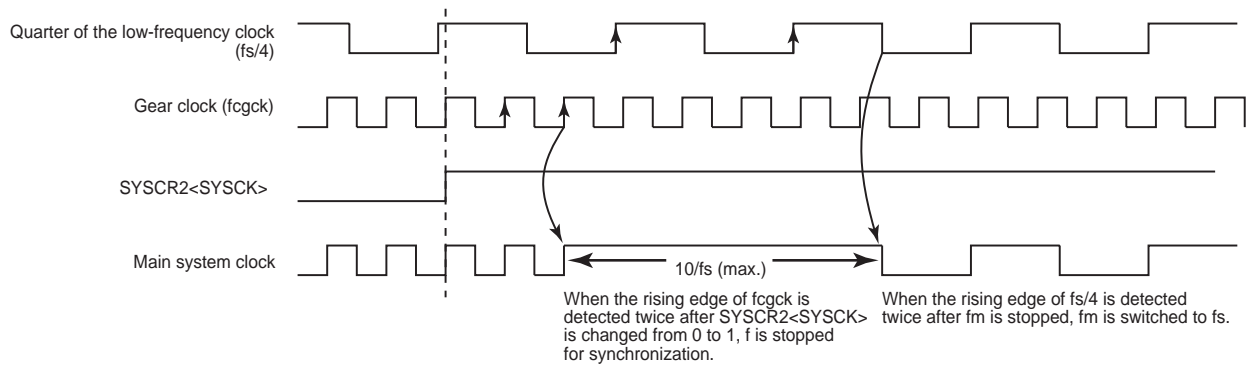 Quarter of the low-frequency clock
(fs/4)
Gear clock (fcgck)
SYSCR2<SYSCK>
Main system clock
10/fs (max.)
When the rising edge of fcgck is
detected twice after SYSCR2<SYSCK>
is changed from 0 to 1, f is stopped
for synchronization.
When the rising edge of fs/4 is detected
twice after fm is stopped, fm is switched to fs.